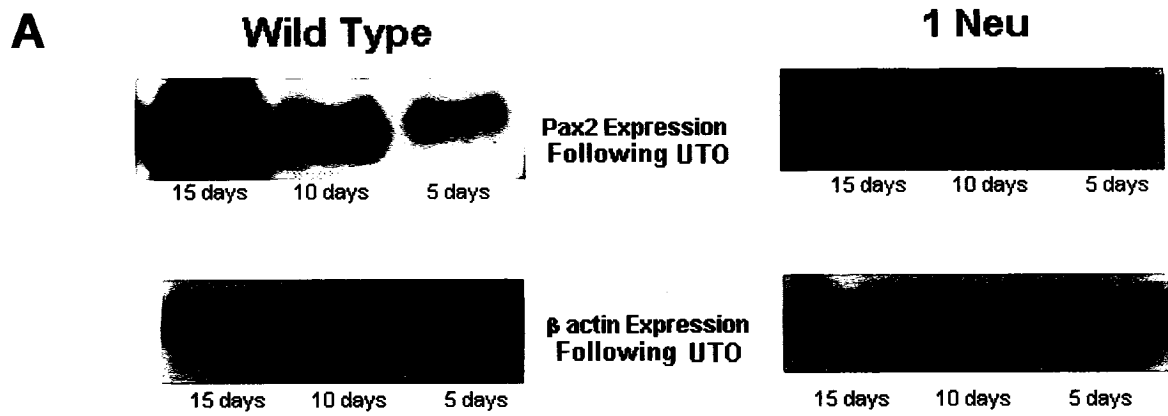 A
Wild Type
1 Neu
Pax2 Expression
Following UTO
15 days 10 days 5 days
15 days 10 days 5 days
β actin Expression
Following UTO
15 days 10 days 5 days
15 days 10 days 5 days